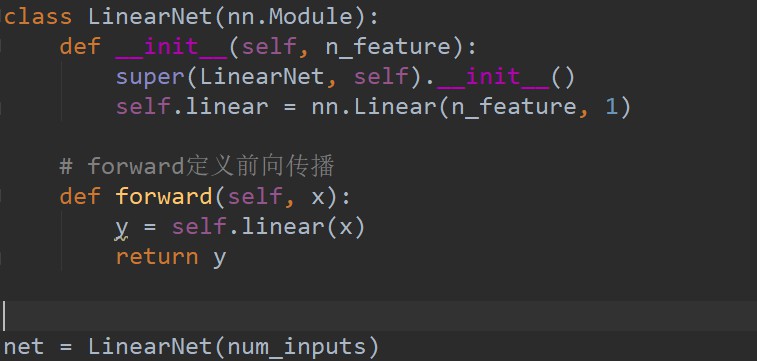 class LinearNet(nn.Module):
    def __init__(self, n_feature):
        super(LinearNet, self).__init__()
        self.linear = nn.Linear(n_feature, 1)
    # forward定义前向传播
    def forward(self, x):
        y = self.linear(x)
        return y
net = LinearNet(num_inputs)